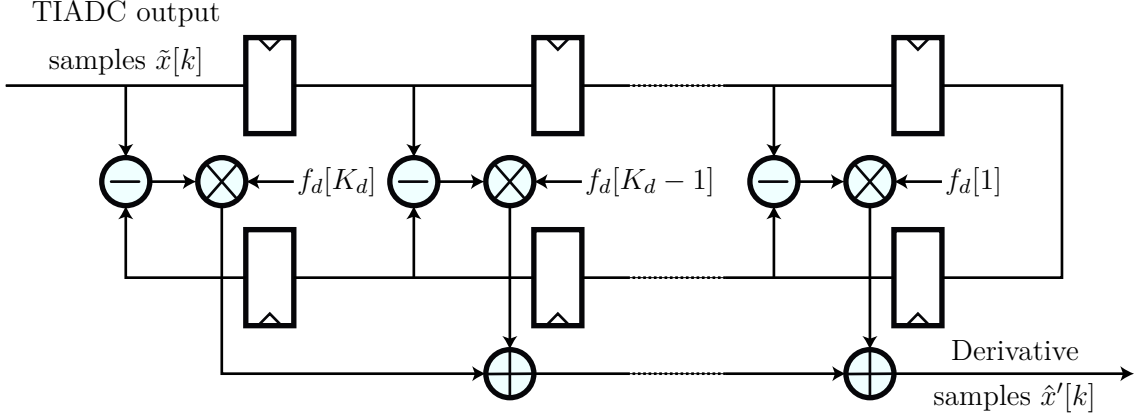 TIADC output
samples x̃[k]
f_d[K_d]
f_d[K_d − 1]
f_d[1]
Derivative
samples x̂′[k]